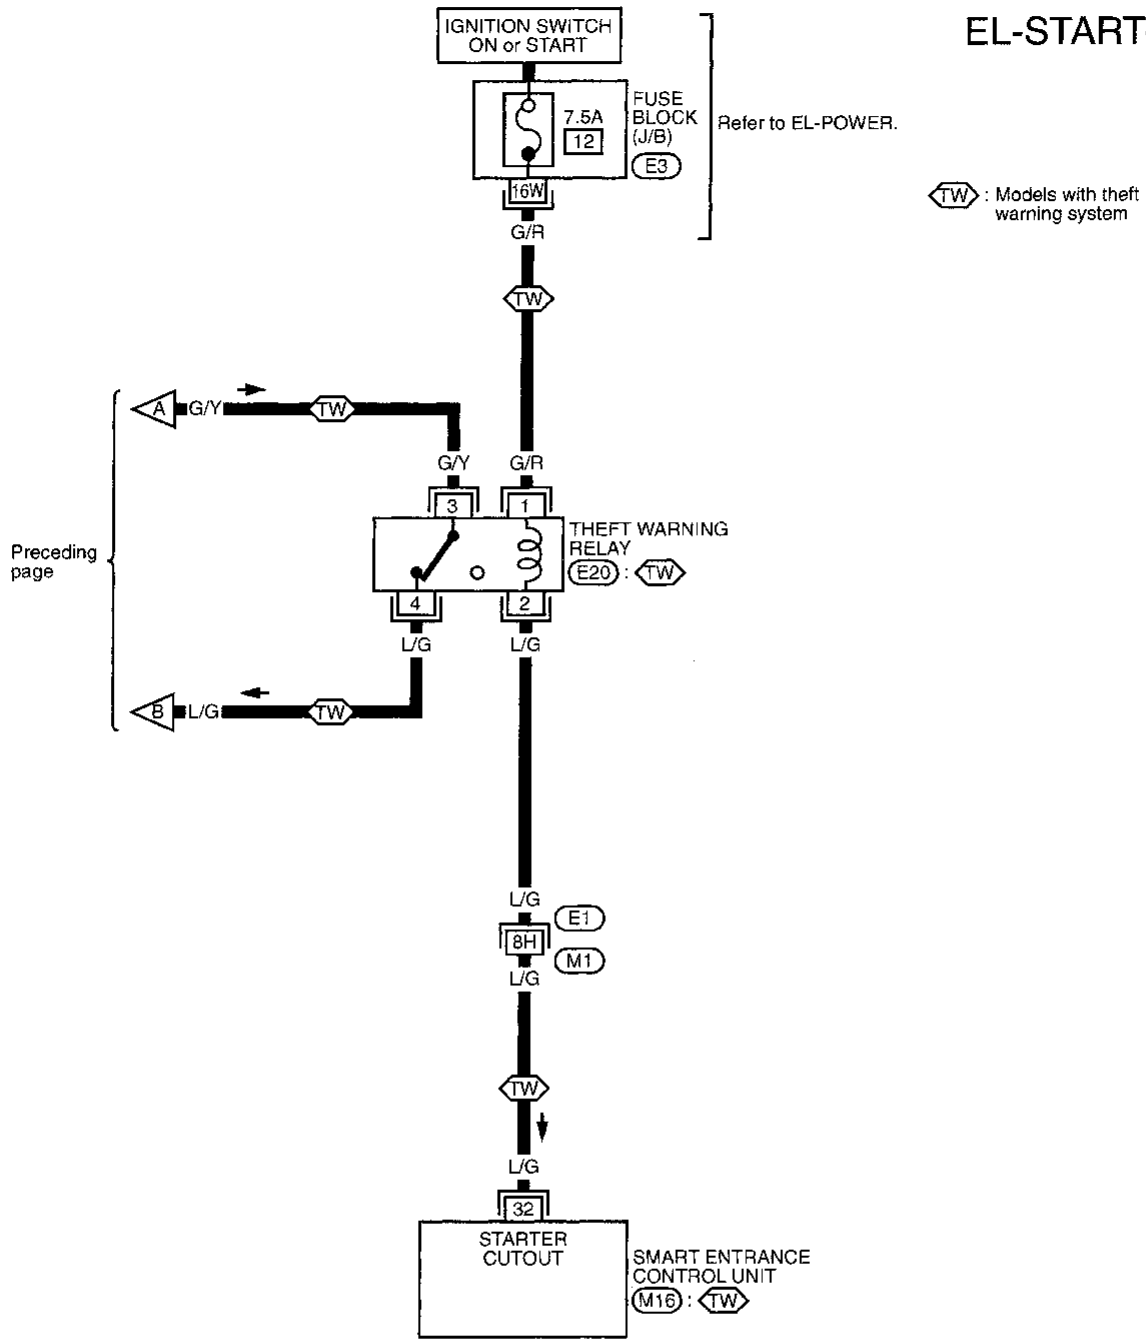 IGNITION SWITCH
ON or START
EL-START
7.5A
12
FUSE
BLOCK
(J/B)
E3
Refer to EL-POWER.
16W
G/R
TW : Models with theft
warning system
TW
A G/Y TW
G/Y
G/R
3
1
THEFT WARNING
RELAY
E20 : TW
Preceding
page
4
2
L/G
L/G
B L/G TW
L/G
E1
8H
M1
L/G
TW
L/G
32
STARTER
CUTOUT
SMART ENTRANCE
CONTROL UNIT
M16 : TW